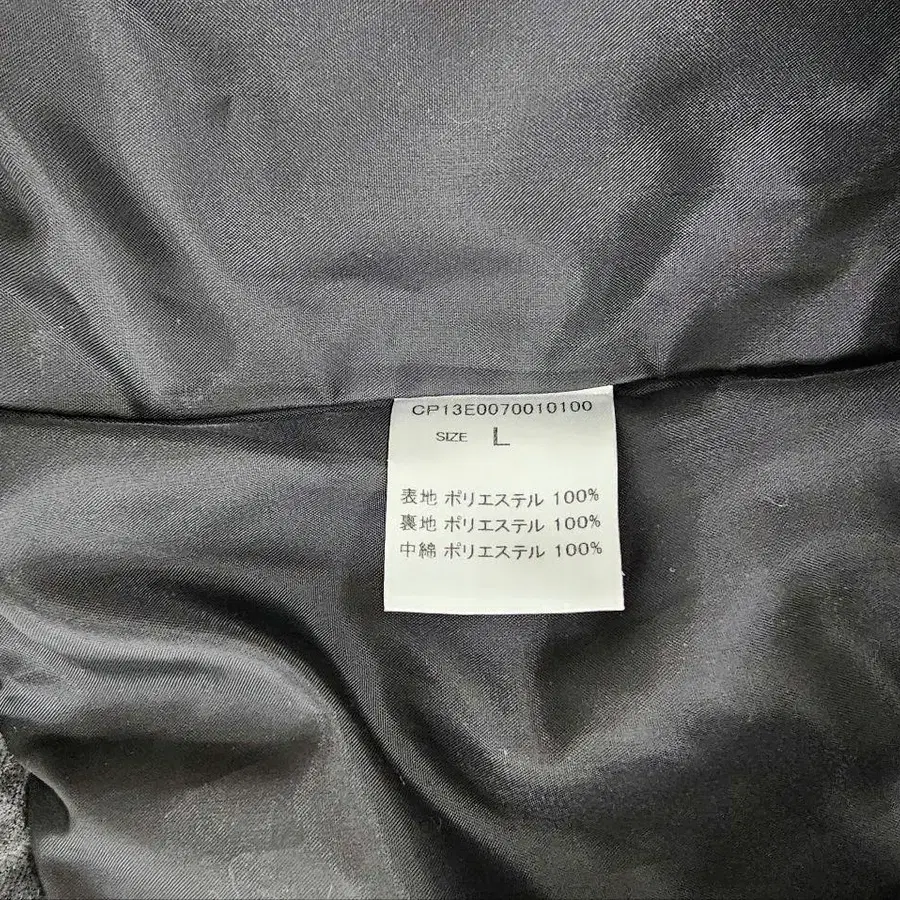 CP13E0070010100
SIZE L
表地 ポリエステル 100%
裏地 ポリエステル 100%
中綿 ポリエステル 100%